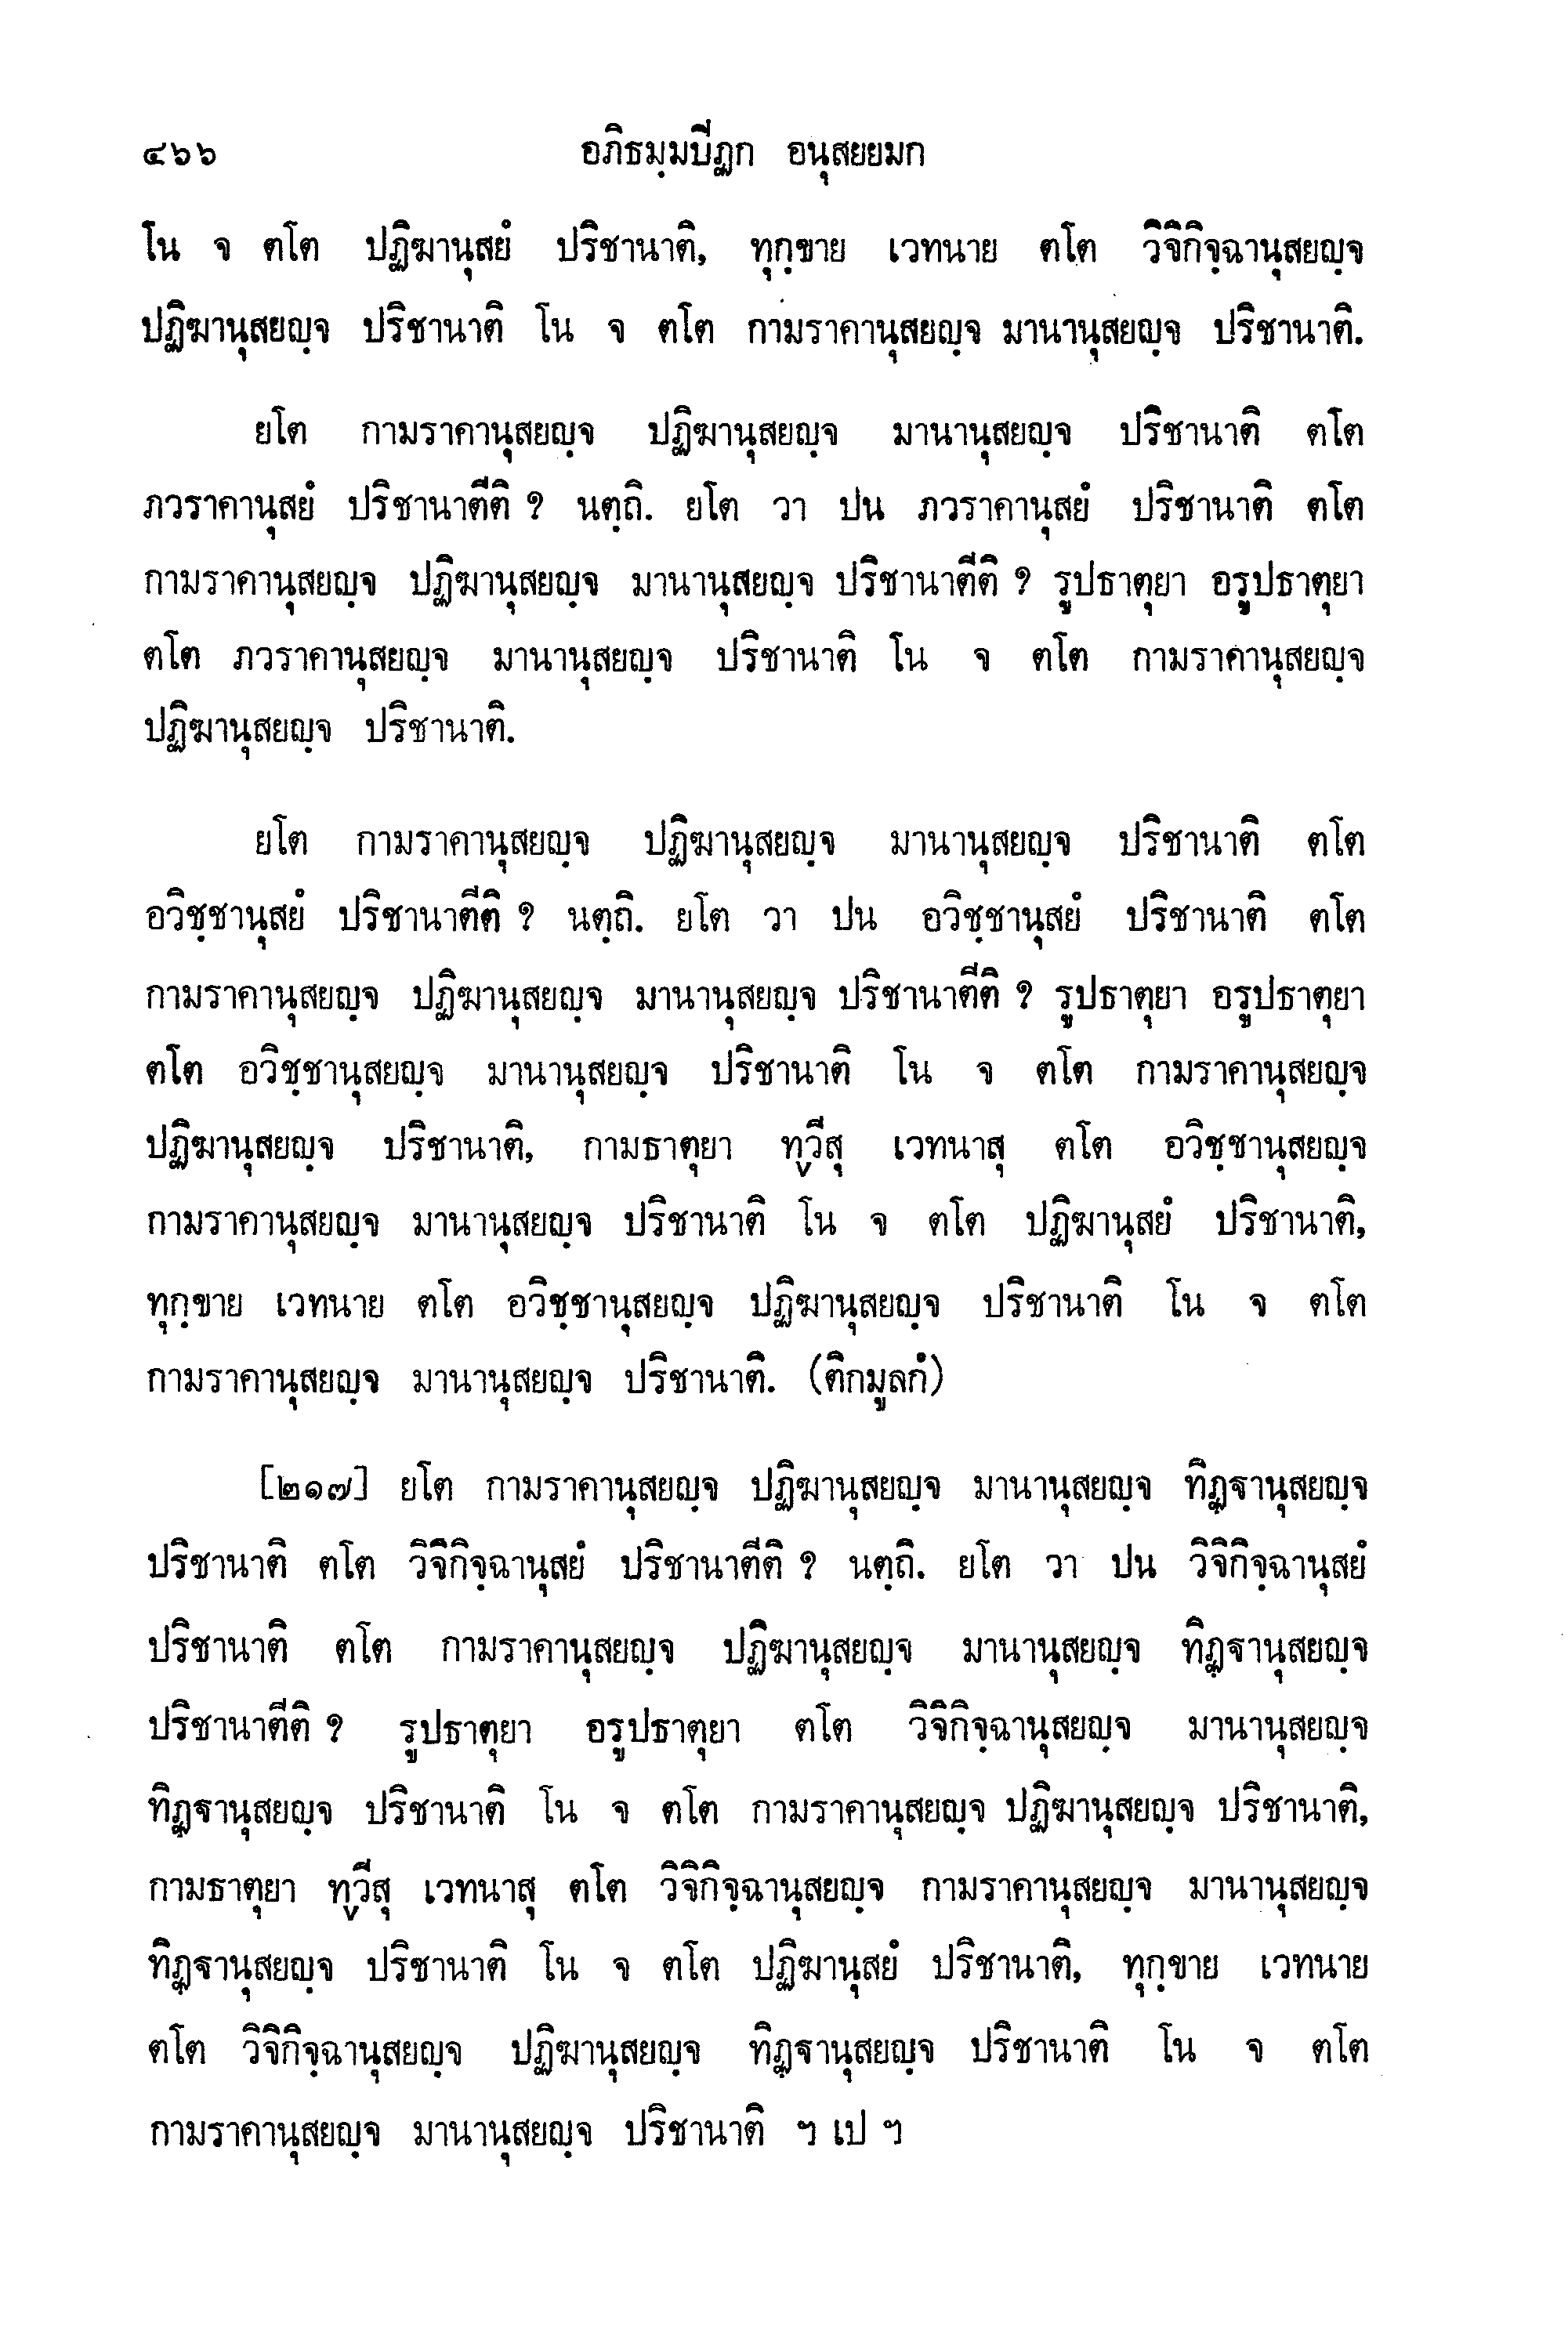 ๔๖๖ อภิธมฺมปีฏก อนุสยยมก
โน จ ตโต ปฏิฆานุสยํ ปริชานาติ, ทุกฺขาย เวทนาย ตโต วิจิกิจฺฉานุสยญฺจ
ปฏิฆานุสยญฺจ ปริชานาติ โน จ ตโต กามราคานุสยญฺจ มานานุสยญฺจ ปริชานาติ.
ยโต กามราคานุสยญฺจ ปฏิฆานุสยญฺจ มานานุสยญฺจ ปริชานาติ ตโต
ภวราคานุสยํ ปริชานาตีติ ? นตฺถิ. ยโต วา ปน ภวราคานุสยํ ปริชานาติ ตโต
กามราคานุสยญฺจ ปฏิฆานุสยญฺจ มานานุสยญฺจ ปริชานาตีติ ? รูปธาตุยา อรูปธาตุยา
ตโต ภวราคานุสยญฺจ มานานุสยญฺจ ปริชานาติ โน จ ตโต กามราคานุสยญฺจ
ปฏิฆานุสยญฺจ ปริชานาติ.
ยโต กามราคานุสยญฺจ ปฏิฆานุสยญฺจ มานานุสยญฺจ ปริชานาติ ตโต
อวิชฺชานุสยํ ปริชานาตีติ ? นตฺถิ. ยโต วา ปน อวิชฺชานุสยํ ปริชานาติ ตโต
กามราคานุสยญฺจ ปฏิฆานุสยญฺจ มานานุสยญฺจ ปริชานาตีติ ? รูปธาตุยา อรูปธาตุยา
ตโต อวิชฺชานุสยญฺจ มานานุสยญฺจ ปริชานาติ โน จ ตโต กามราคานุสยญฺจ
ปฏิฆานุสยญฺจ ปริชานาติ, กามธาตุยา ทฺวีสุ เวทนาสุ ตโต อวิชฺชานุสยญฺจ
กามราคานุสยญฺจ มานานุสยญฺจ ปริชานาติ โน จ ตโต ปฏิฆานุสยํ ปริชานาติ,
ทุกฺขาย เวทนาย ตโต อวิชฺชานุสยญฺจ ปฏิฆานุสยญฺจ ปริชานาติ โน จ ตโต
กามราคานุสยญฺจ มานานุสยญฺจ ปริชานาติ. (ติกมูลกํ)
[๒๑๗] ยโต กามราคานุสยญฺจ ปฏิฆานุสยญฺจ มานานุสยญฺจ ทิฏฺฐานุสยญฺจ
ปริชานาติ ตโต วิจิกิจฺฉานุสยํ ปริชานาตีติ ? นตฺถิ. ยโต วา ปน วิจิกิจฺฉานุสยํ
ปริชานาติ ตโต กามราคานุสยญฺจ ปฏิฆานุสยญฺจ มานานุสยญฺจ ทิฏฺฐานุสยญฺจ
ปริชานาตีติ ? รูปธาตุยา อรูปธาตุยา ตโต วิจิกิจฺฉานุสยญฺจ มานานุสยญฺจ
ทิฏฺฐานุสยญฺจ ปริชานาติ โน จ ตโต กามราคานุสยญฺจ ปฏิฆานุสยญฺจ ปริชานาติ,
กามธาตุยา ทฺวีสุ เวทนาสุ ตโต วิจิกิจฺฉานุสยญฺจ กามราคานุสยญฺจ มานานุสยญฺจ
ทิฏฺฐานุสยญฺจ ปริชานาติ โน จ ตโต ปฏิฆานุสยํ ปริชานาติ, ทุกฺขาย เวทนาย
ตโต วิจิกิจฺฉานุสยญฺจ ปฏิฆานุสยญฺจ ทิฏฺฐานุสยญฺจ ปริชานาติ โน จ ตโต
กามราคานุสยญฺจ มานานุสยญฺจ ปริชานาติ ฯ เป ฯ